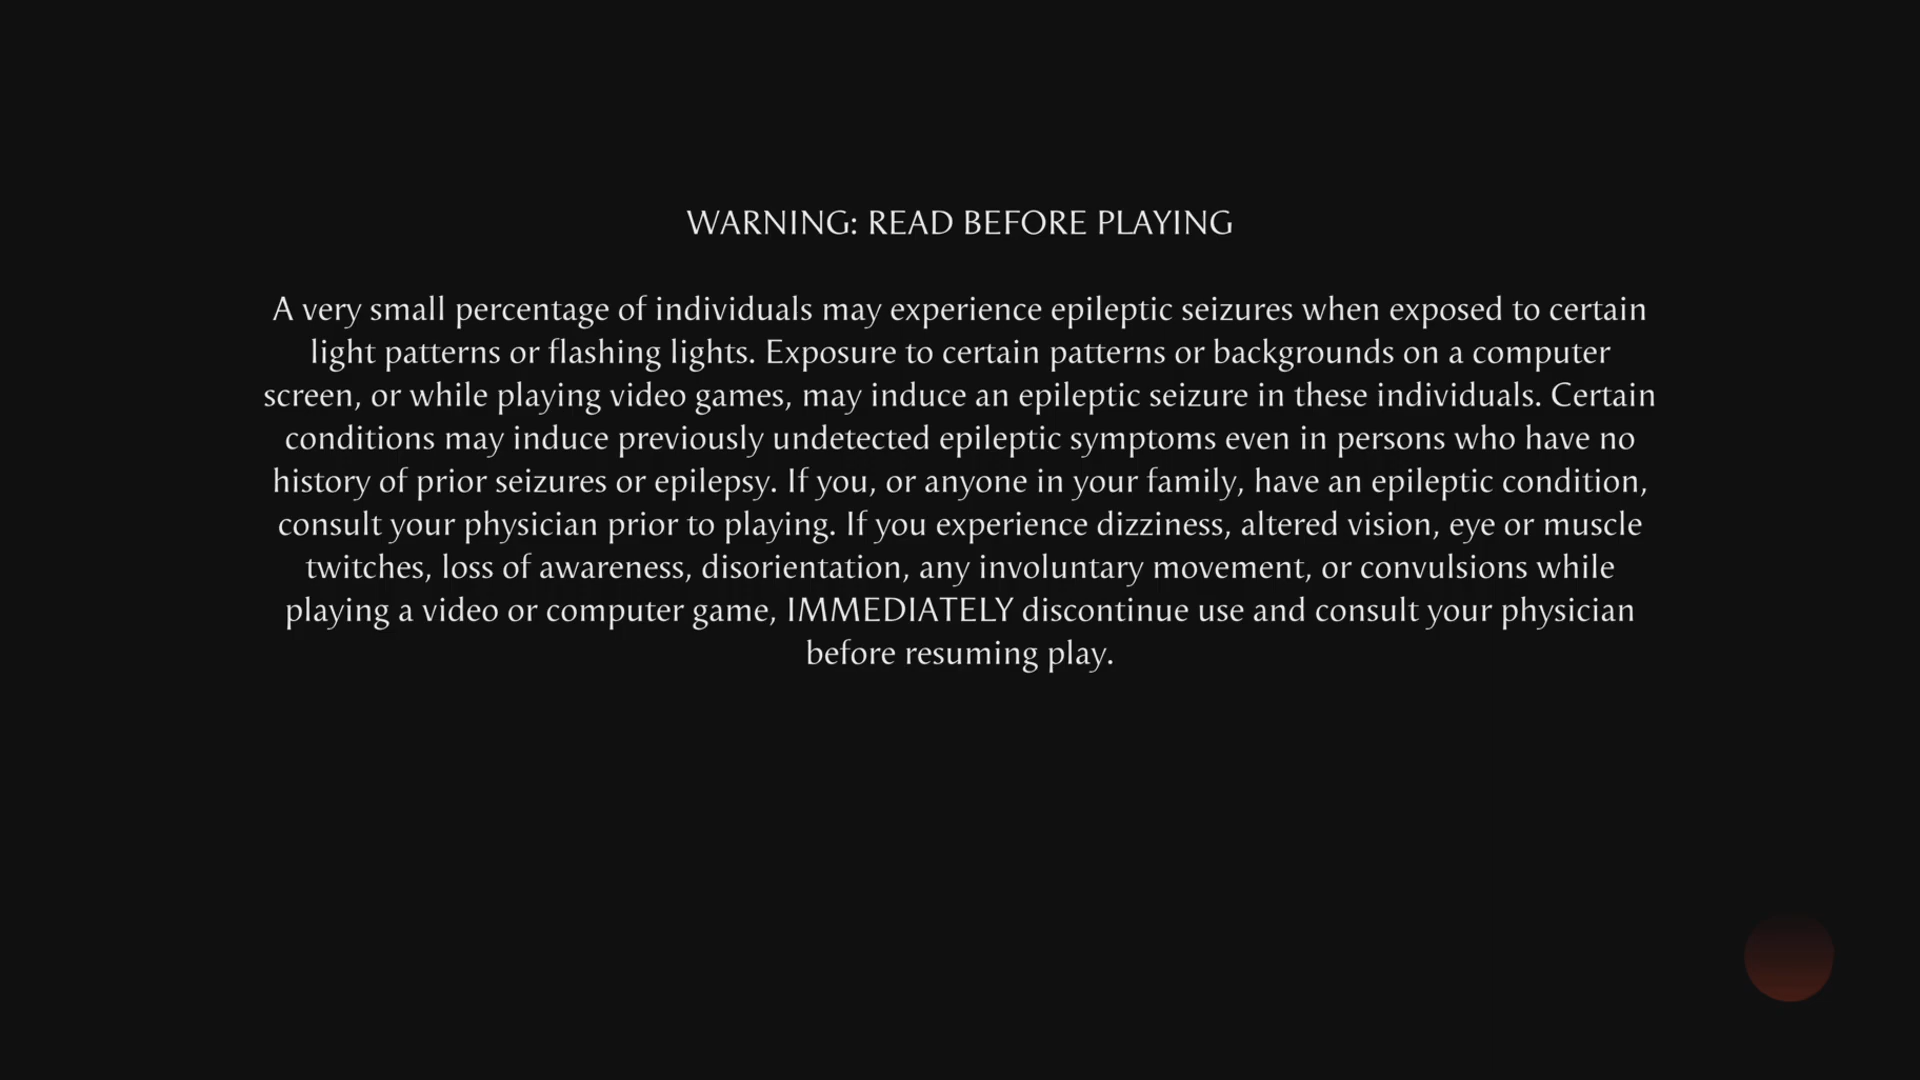 WARNING: READ BEFORE PLAYING
A very small percentage of individuals may experience epileptic seizures when exposed to certain
light patterns or flashing lights. Exposure to certain patterns or backgrounds on a computer
screen, or while playing video games, may induce an epileptic seizure in these individuals. Certain
conditions may induce previously undetected epileptic symptoms even in persons who have no
history of prior seizures or epilepsy. If you, or anyone in your family, have an epileptic condition,
consult your physician prior to playing. If you experience dizziness, altered vision, eye or muscle
twitches, loss of awareness, disorientation, any involuntary movement, or convulsions while
playing a video or computer game, IMMEDIATELY discontinue use and consult your physician
before resuming play.